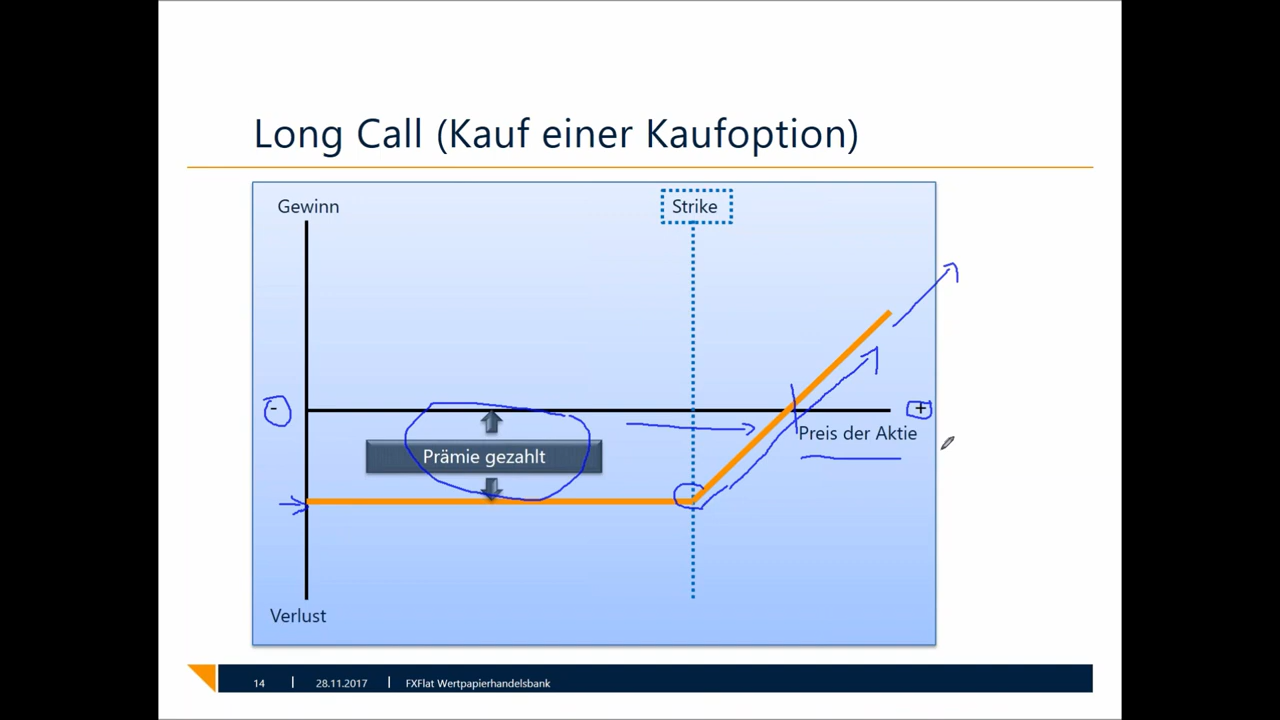 Long Call (Kauf einer Kaufoption)
Gewinn
Strike
-
+
Preis der Aktie
Prämie gezahlt
Verlust
14 | 28.11.2017 | FXFlat Wertpapierhandelsbank